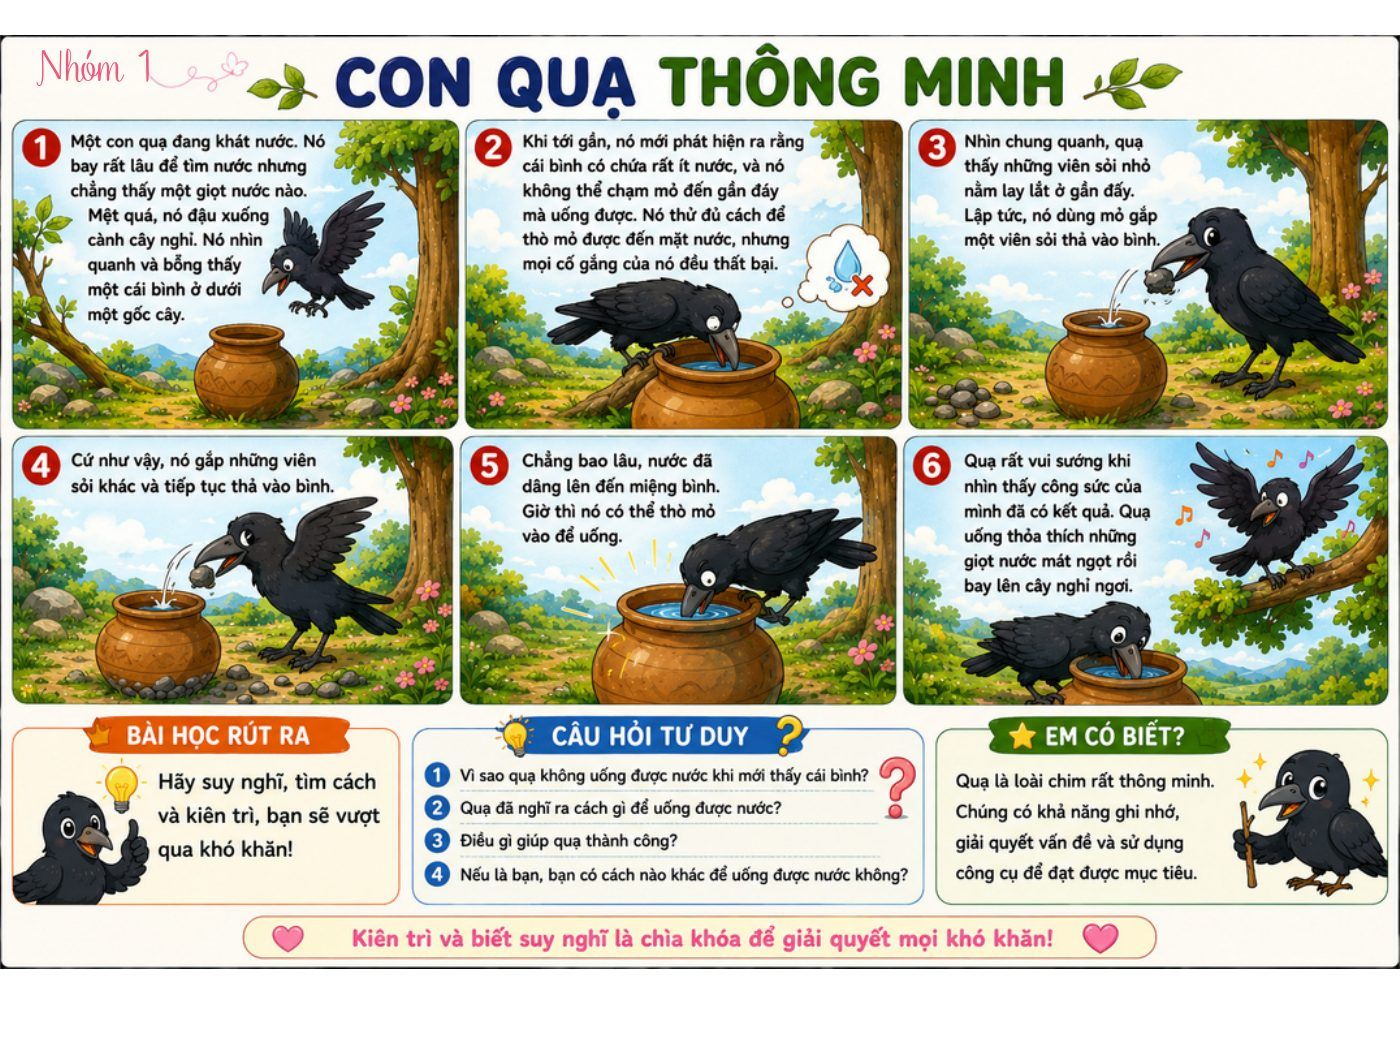 Nhóm 1
CON QUẠ THÔNG MINH
1
Một con quạ đang khát nước. Nó
bay rất lâu để tìm nước nhưng
chẳng thấy một giọt nước nào.
Mệt quá, nó đậu xuống
cành cây nghỉ. Nó nhìn
quanh và bỗng thấy
một cái bình ở dưới
một gốc cây.
2
Khi tới gần, nó mới phát hiện ra rằng
cái bình có chứa rất ít nước, và nó
không thể chạm mỏ đến gần đáy
mà uống được. Nó thử đủ cách để
thò mỏ được đến mặt nước, nhưng
mọi cố gắng của nó đều thất bại.
3
Nhìn chung quanh, quạ
thấy những viên sỏi nhỏ
nằm lay lắt ở gần đấy.
Lập tức, nó dùng mỏ gắp
một viên sỏi thả vào bình.
4
Cứ như vậy, nó gắp những viên
sỏi khác và tiếp tục thả vào bình.
5
Chẳng bao lâu, nước đã
dâng lên đến miệng bình.
Giờ thì nó có thể thò mỏ
vào để uống.
6
Quạ rất vui sướng khi
nhìn thấy công sức của
mình đã có kết quả. Quạ
uống thỏa thích những
giọt nước mát ngọt rồi
bay lên cây nghỉ ngơi.
BÀI HỌC RÚT RA
Hãy suy nghĩ, tìm cách
và kiên trì, bạn sẽ vượt
qua khó khăn!
CÂU HỎI TƯ DUY ?
1 Vì sao quạ không uống được nước khi mới thấy cái bình?
2 Quạ đã nghĩ ra cách gì để uống được nước?
3 Điều gì giúp quạ thành công?
4 Nếu là bạn, bạn có cách nào khác để uống được nước không?
?
EM CÓ BIẾT?
Quạ là loài chim rất thông minh.
Chúng có khả năng ghi nhớ,
giải quyết vấn đề và sử dụng
công cụ để đạt được mục tiêu.
Kiên trì và biết suy nghĩ là chìa khóa để giải quyết mọi khó khăn!